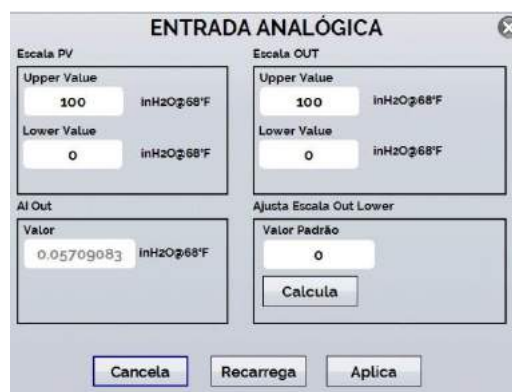 ENTRADA ANALÓGICA
Escala PV
Upper Value
100 inH2O@68°F
Lower Value
0 inH2O@68°F
Escala OUT
Upper Value
100 inH2O@68°F
Lower Value
0 inH2O@68°F
AI Out
Valor
0.05709083 inH2O@68°F
Ajusta Escala Out Lower
Valor Padrão
0
Calcula
Cancela Recarrega Aplica